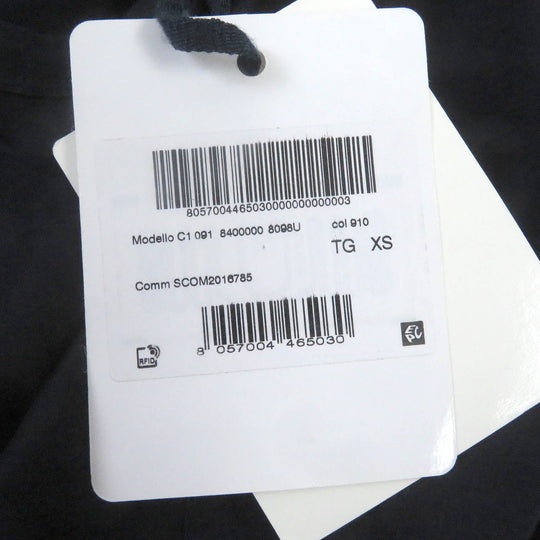 8057004465030000000000003
Modello C1 091 8400000 8098U
col 910
TG XS
Comm SCOM2016785
8 057004 465030
RFID